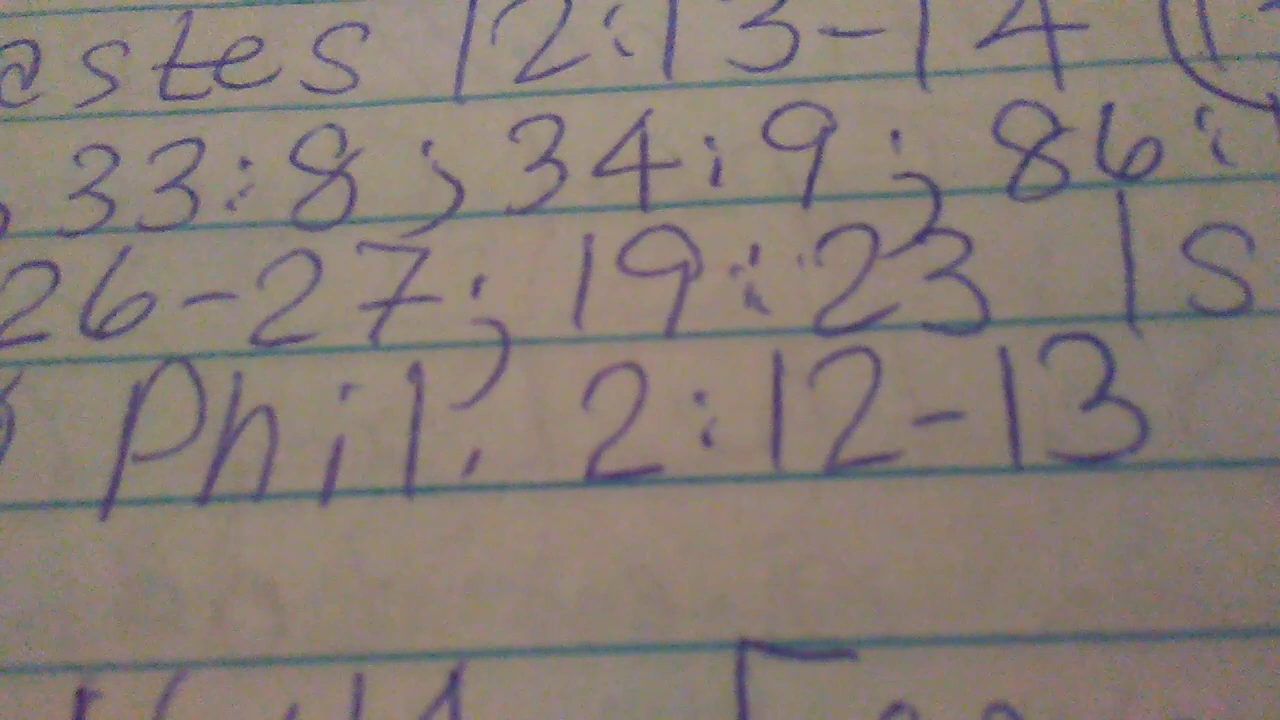 astes 12:13-14
33:8; 34:9; 86:
26-27; 19:23 Is
Phil. 2:12-13